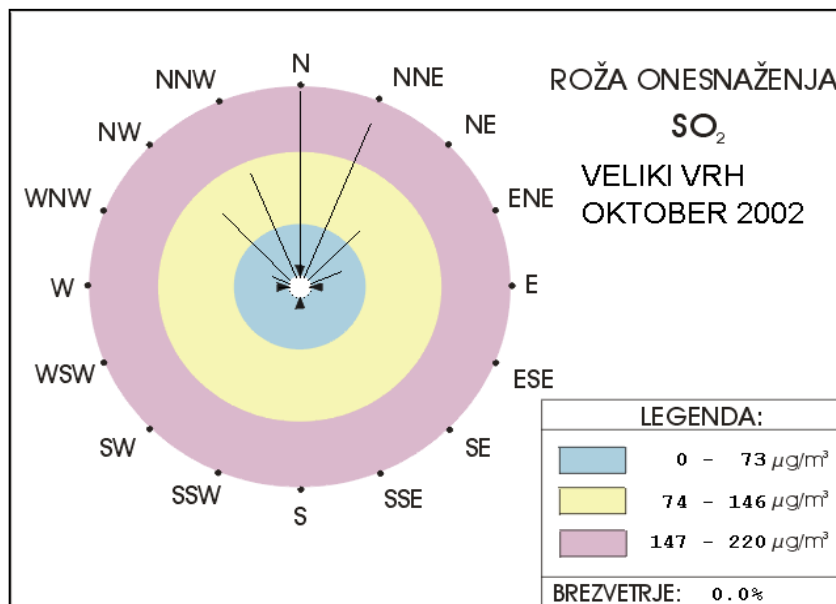 ROŽA ONESNAŽENJA
SO₂
VELIKI VRH
OKTOBER 2002
N
NNE
NE
ENE
E
ESE
SE
SSE
S
SSW
SW
WSW
W
WNW
NW
NNW
LEGENDA:
0 - 73 µg/m³
74 - 146 µg/m³
147 - 220 µg/m³
BREZVETRJE: 0.0%